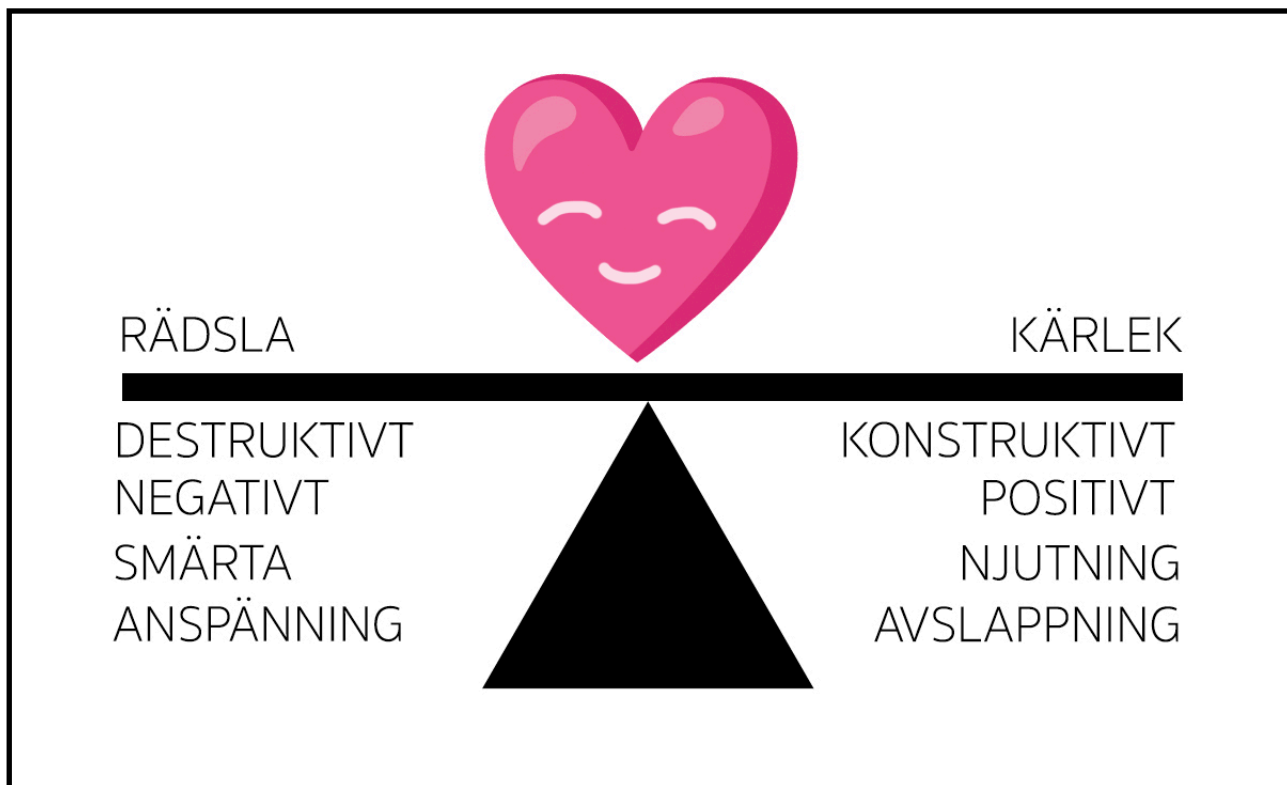 RÄDSLA
KÄRLEK
DESTRUKTIVT
NEGATIVT
SMÄRTA
ANSPÄNNING
KONSTRUKTIVT
POSITIVT
NJUTNING
AVSLAPPNING